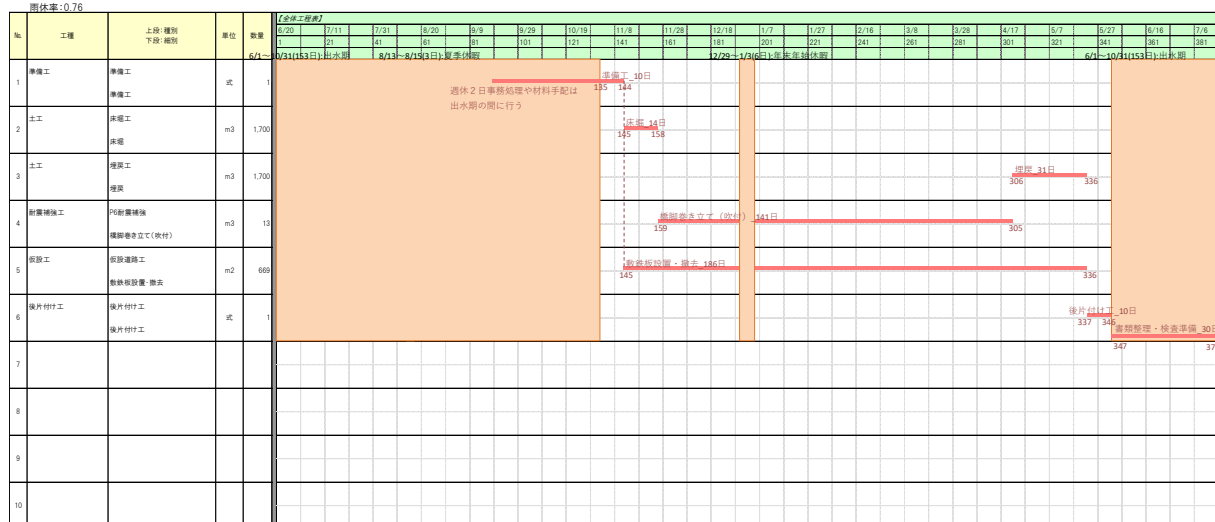 雨休率:0.76
【全体工程表】
№ 工種 上段:種別 下段:細別 単位 数量
6/20 7/11 7/31 8/20 9/9 9/29 10/19 11/8 11/28 12/18 1/7 1/27 2/16 3/8 3/28 4/17 5/7 5/27 6/16 7/6
1 21 41 61 81 101 121 141 161 181 201 221 241 261 281 301 321 341 361 381
6/1～10/31(153日):出水期 8/13～8/15(3日):夏季休暇 12/29～1/3(6日):年末年始休暇 6/1～10/31(153日):出水期
1 準備工 準備工 準備工 式 1
準備工_10日
135 144
週休２日事務処理や材料手配は
出水期の間に行う
2 土工 床堀工 床堀 m3 1,700
床堀_14日
145 158
3 土工 埋戻工 埋戻 m3 1,700
埋戻_31日
306 336
4 耐震補強工 P6耐震補強 橋脚巻き立て(吹付) m3 13
橋脚巻き立て（吹付）_141日
159 305
5 仮設工 仮設道路工 敷鉄板設置・撤去 m2 669
敷鉄板設置・撤去_186日
145 336
6 後片付け工 後片付け工 後片付け工 式 1
後片付け工_10日
337 346
書類整理・検査準備_30日
347 37
7
8
9
10